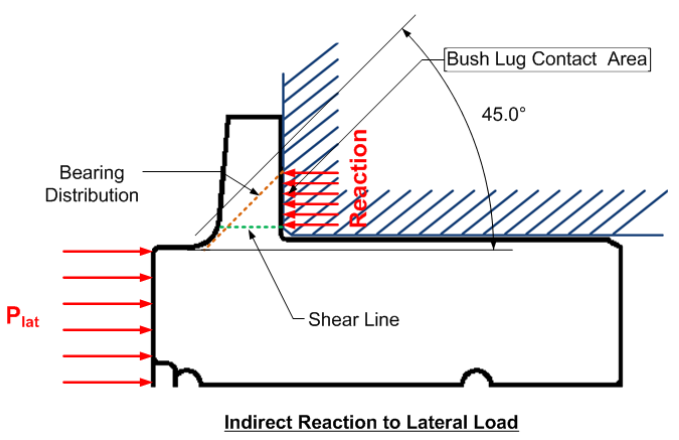 Bush Lug Contact Area
45.0°
Reaction
Bearing
Distribution
Shear Line
Plat
Indirect Reaction to Lateral Load